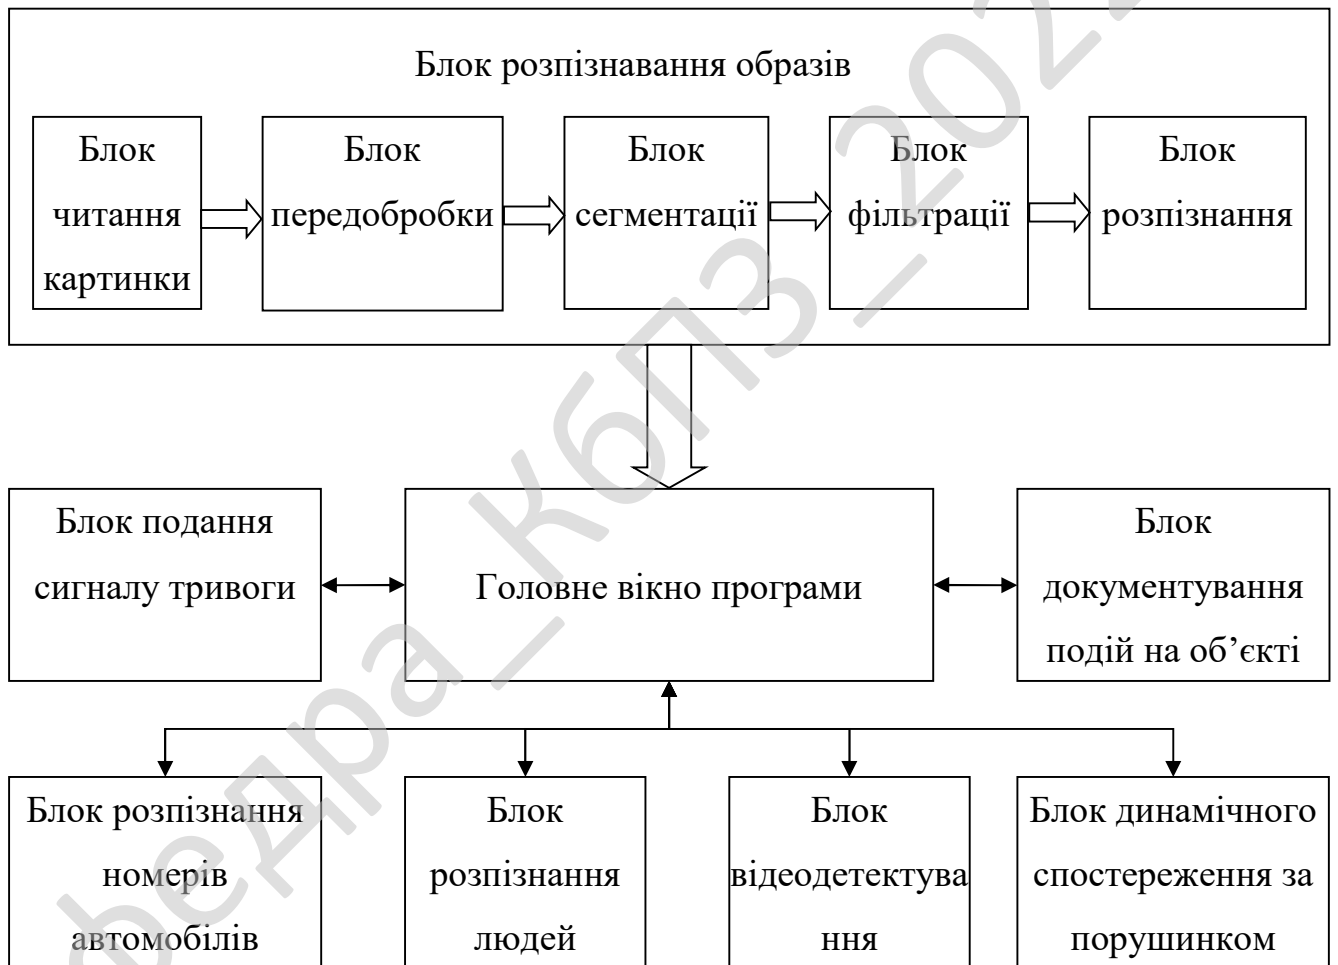 Блок розпізнавання образів
Блок
читання
картинки
Блок
передобробки
Блок
сегментації
Блок
фільтрації
Блок
розпізнання
Блок подання
сигналу тривоги
Головне вікно програми
Блок
документування
подій на об’єкті
Блок розпізнання
номерів
автомобілів
Блок
розпізнання
людей
Блок
відеодетектува
ння
Блок динамічного
спостереження за
порушинком
федра_КбПЗ_202